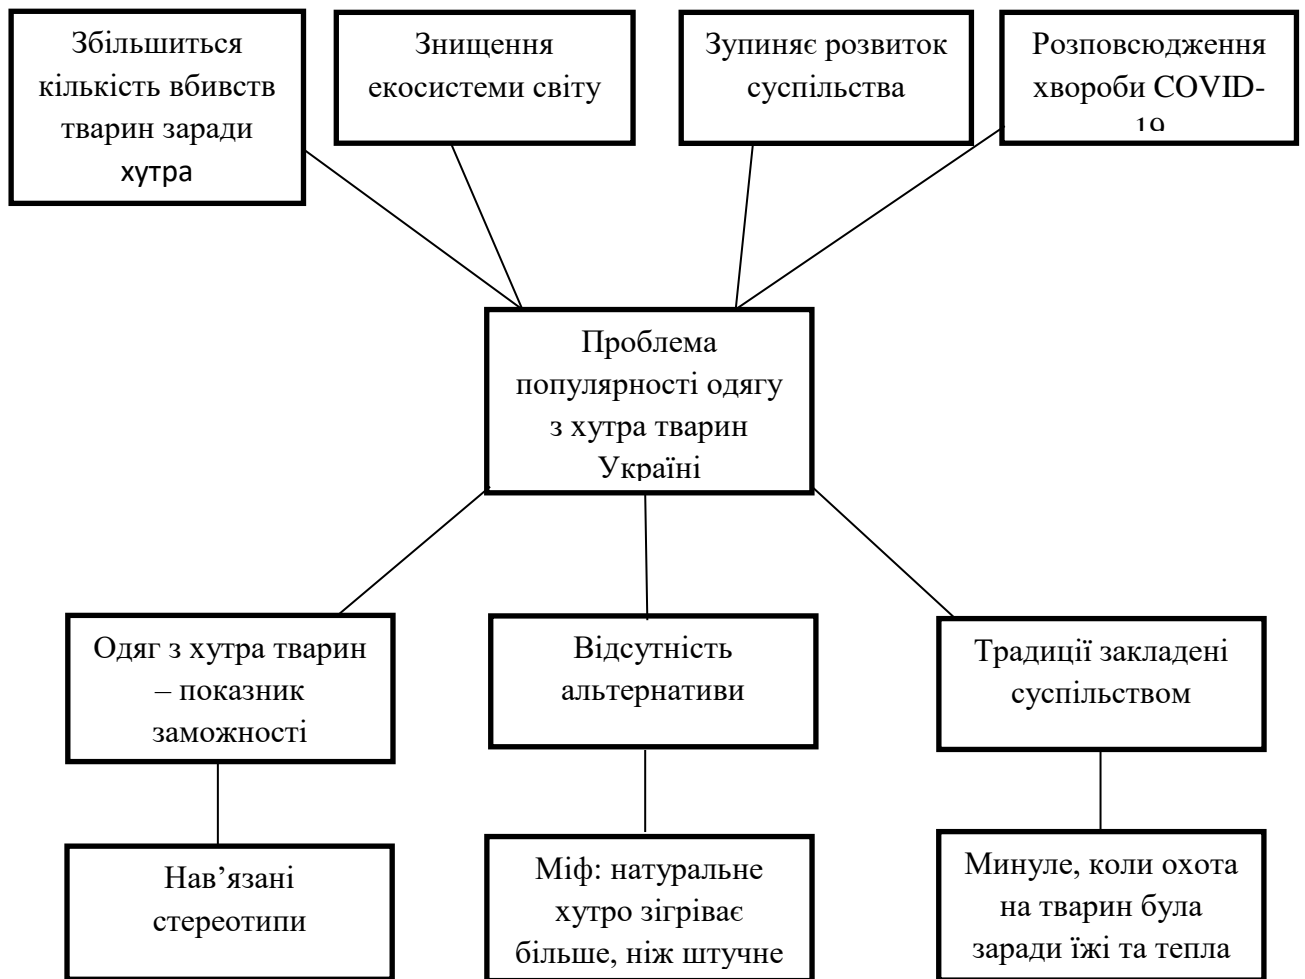 Збільшиться
кількість вбивств
тварин заради
хутра
Знищення
екосистеми світу
Зупиняє розвиток
суспільства
Розповсюдження
хвороби COVID-
19
Проблема
популярності одягу
з хутра тварин
Україні
Одяг з хутра тварин
– показник
заможності
Відсутність
альтернативи
Традиції закладені
суспільством
Нав’язані
стереотипи
Міф: натуральне
хутро зігріває
більше, ніж штучне
Минуле, коли охота
на тварин була
заради їжі та тепла